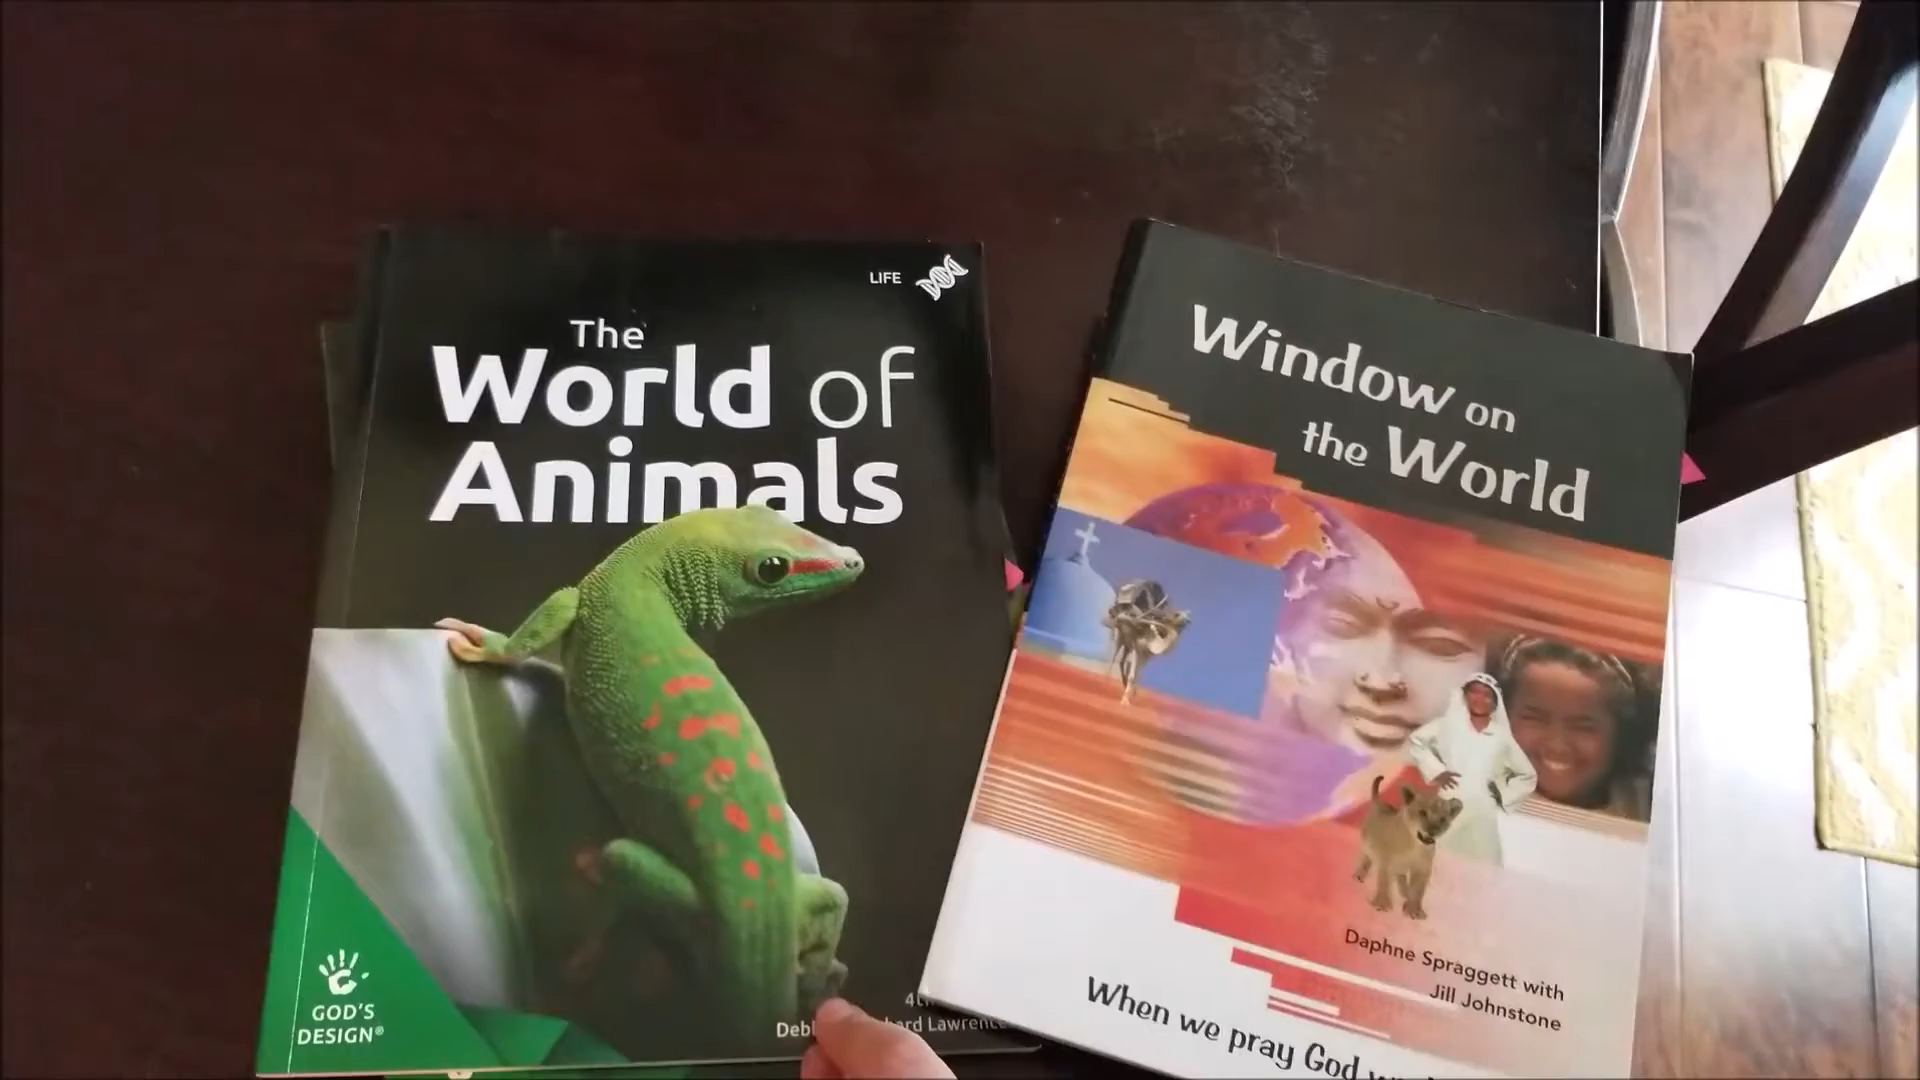 LIFE
The
World of
Animals
GOD'S
DESIGN®
Lawrence
Window on
the World
Daphne Spraggett with
Jill Johnstone
When we pray God